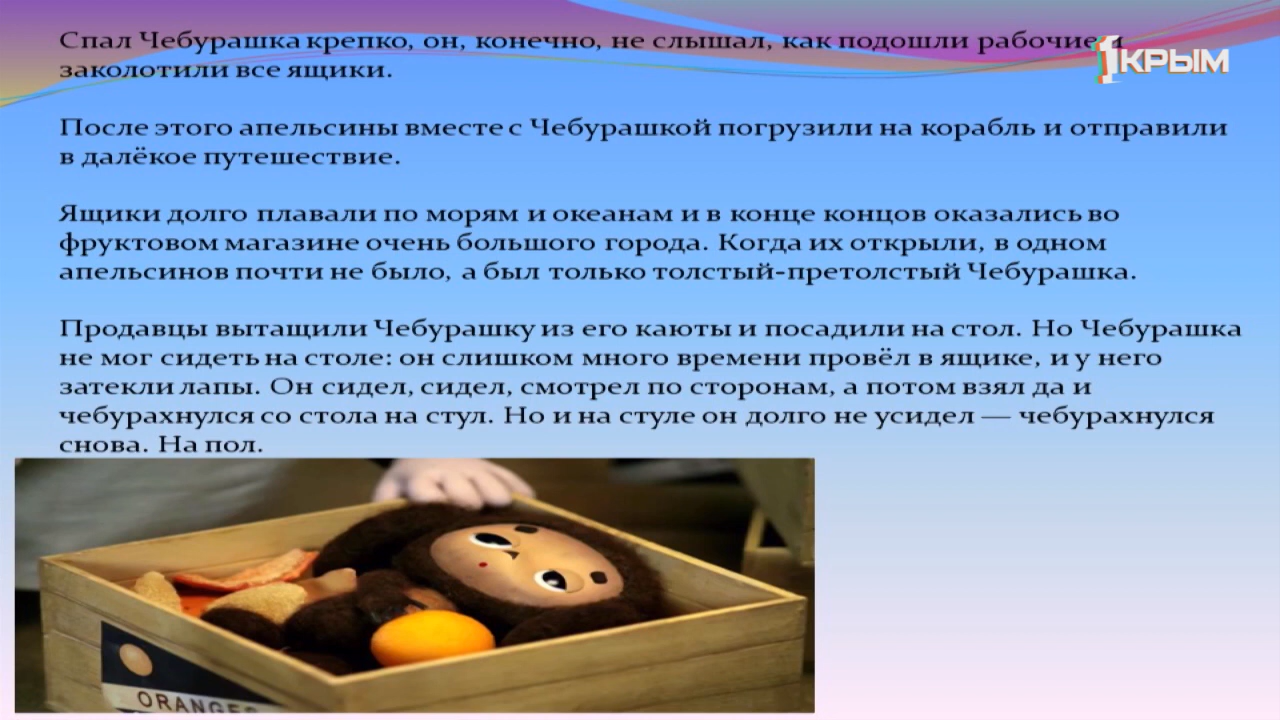 Спал Чебурашка крепко, он, конечно, не слышал, как подошли рабочие и
1КРЫМ
заколотили все ящики.
После этого апельсины вместе с Чебурашкой погрузили на корабль и отправили
в далёкое путешествие.
Ящики долго плавали по морям и океанам и в конце концов оказались во
фруктовом магазине очень большого города. Когда их открыли, в одном
апельсинов почти не было, а был только толстый-претолстый Чебурашка.
Продавцы вытащили Чебурашку из его каюты и посадили на стол. Но Чебурашка
не мог сидеть на столе: он слишком много времени провёл в ящике, и у него
затекли лапы. Он сидел, сидел, смотрел по сторонам, а потом взял да и
чебурахнулся со стола на стул. Но и на стуле он долго не усидел — чебурахнулся
снова. На пол.
ORANGES